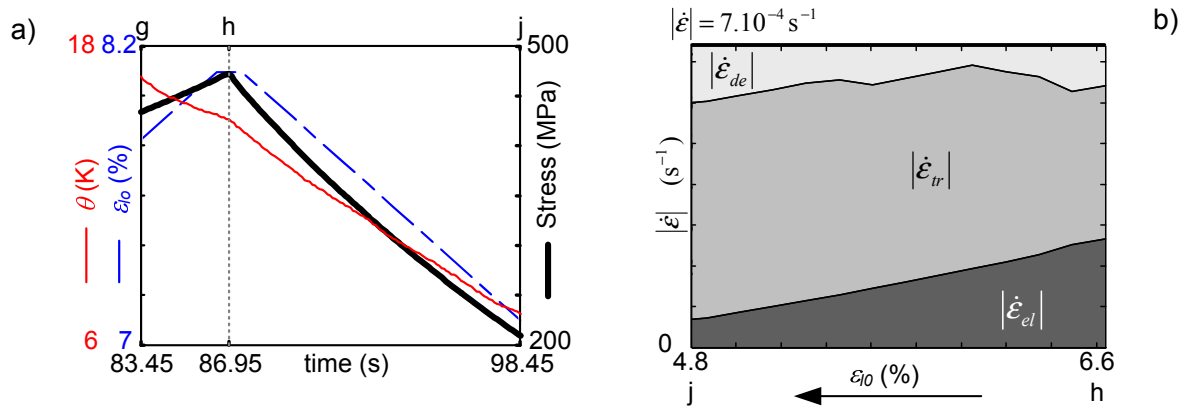 a)
g h j
18 8.2 500
θ (K)
ε_l0 (%)
Stress (MPa)
6 7 200
83.45 86.95 time (s) 98.45
b)
|ε̇| = 7.10⁻⁴ s⁻¹
|ε̇_de|
|ε̇_tr|
|ε̇_el|
|ε̇| (s⁻¹)
0
4.8 ε_l0 (%) 6.6
j h